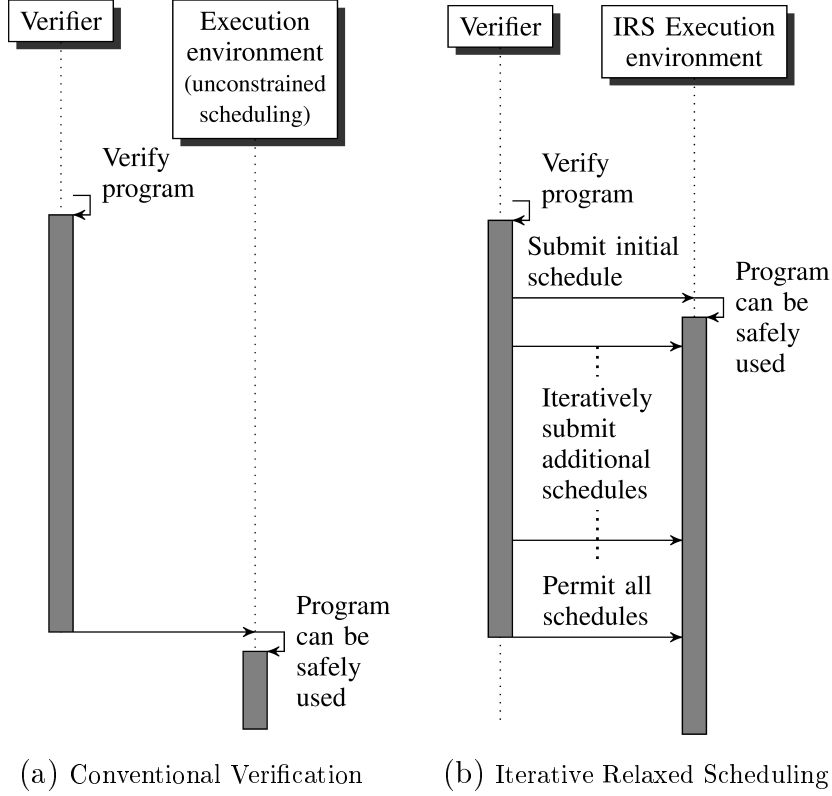 Verifier
Execution
environment
(unconstrained
scheduling)
Verify
program
Program
can be
safely
used
(a) Conventional Verification
Verifier
IRS Execution
environment
Verify
program
Submit initial
schedule
Program
can be
safely
used
Iteratively
submit
additional
schedules
Permit all
schedules
(b) Iterative Relaxed Scheduling